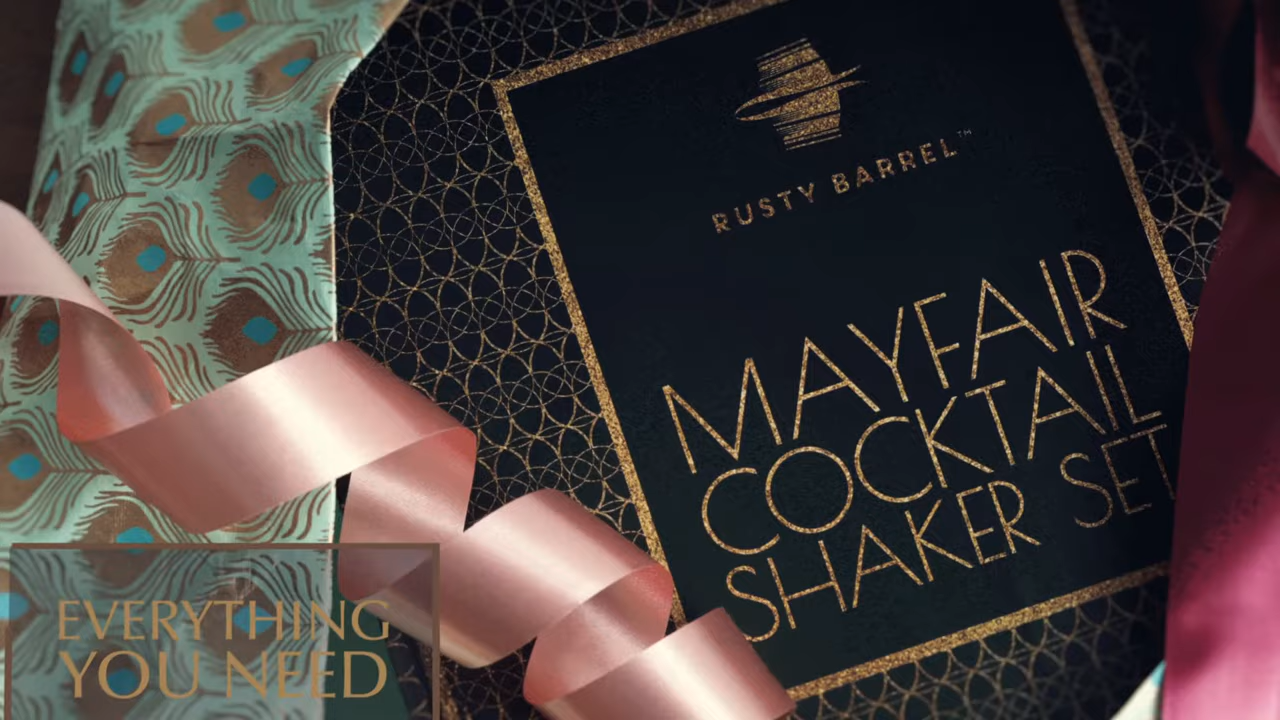 RUSTY BARREL™
MAYFAIR
COCKTAIL
SHAKER SET
EVERYTHING
YOU NEED